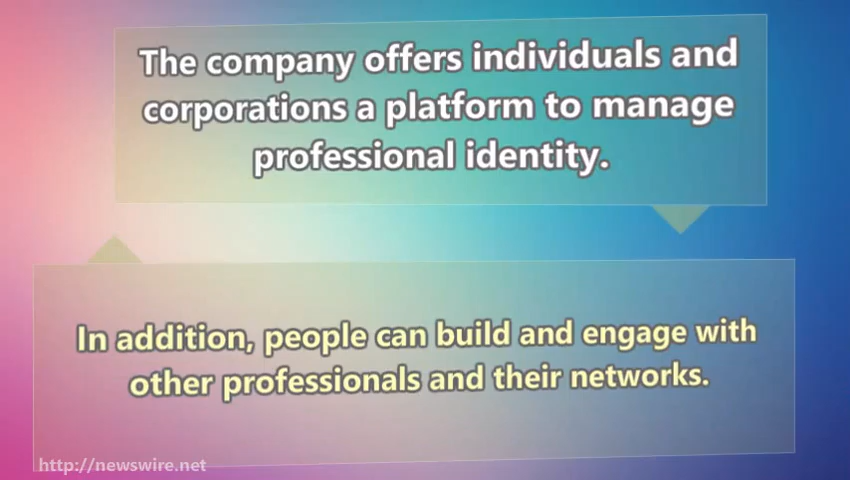 The company offers individuals and
corporations a platform to manage
professional identity.
In addition, people can build and engage with
other professionals and their networks.
http://newswire.net